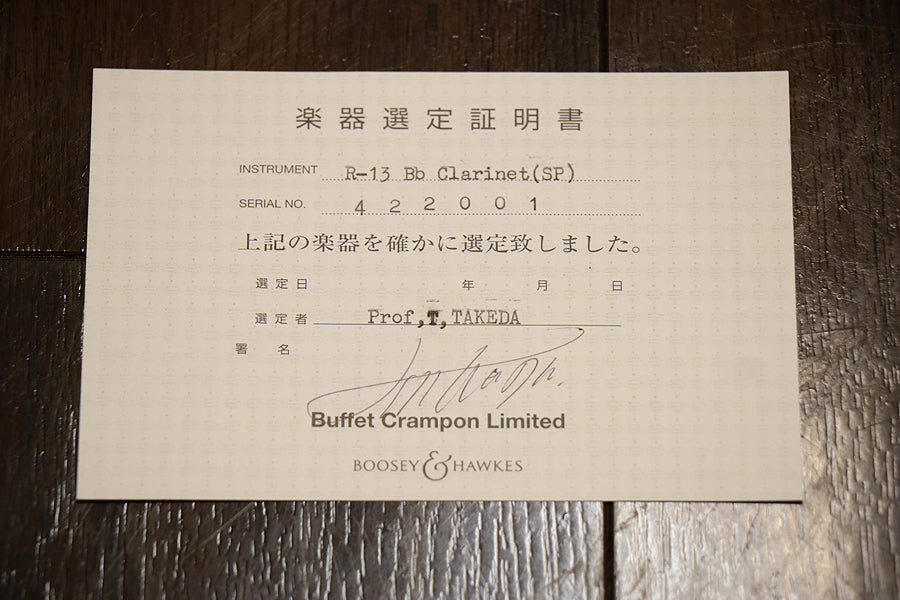 楽器選定証明書
INSTRUMENT R-13 Bb Clarinet(SP)
SERIAL NO. 422001
上記の楽器を確かに選定致しました。
選定日 年 月 日
選定者 Prof,T,TAKEDA
署名
Buffet Crampon Limited
BOOSEY & HAWKES